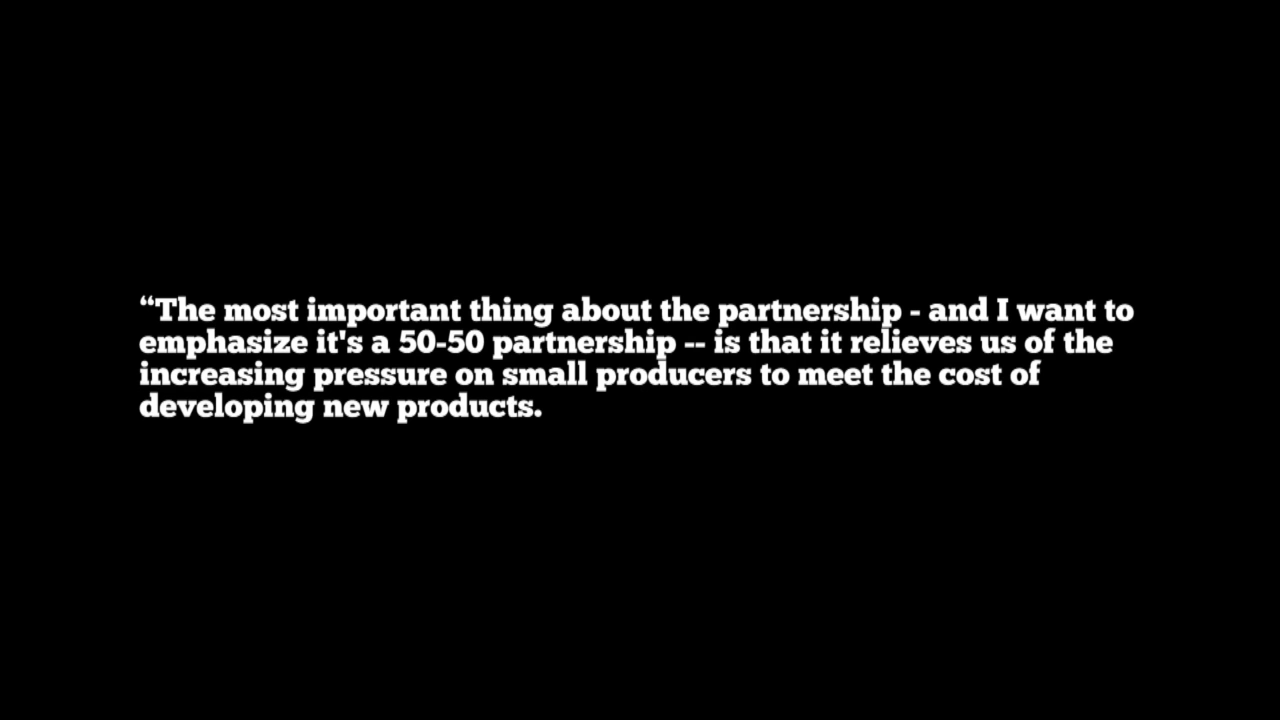 “The most important thing about the partnership - and I want to
emphasize it's a 50-50 partnership -- is that it relieves us of the
increasing pressure on small producers to meet the cost of
developing new products.